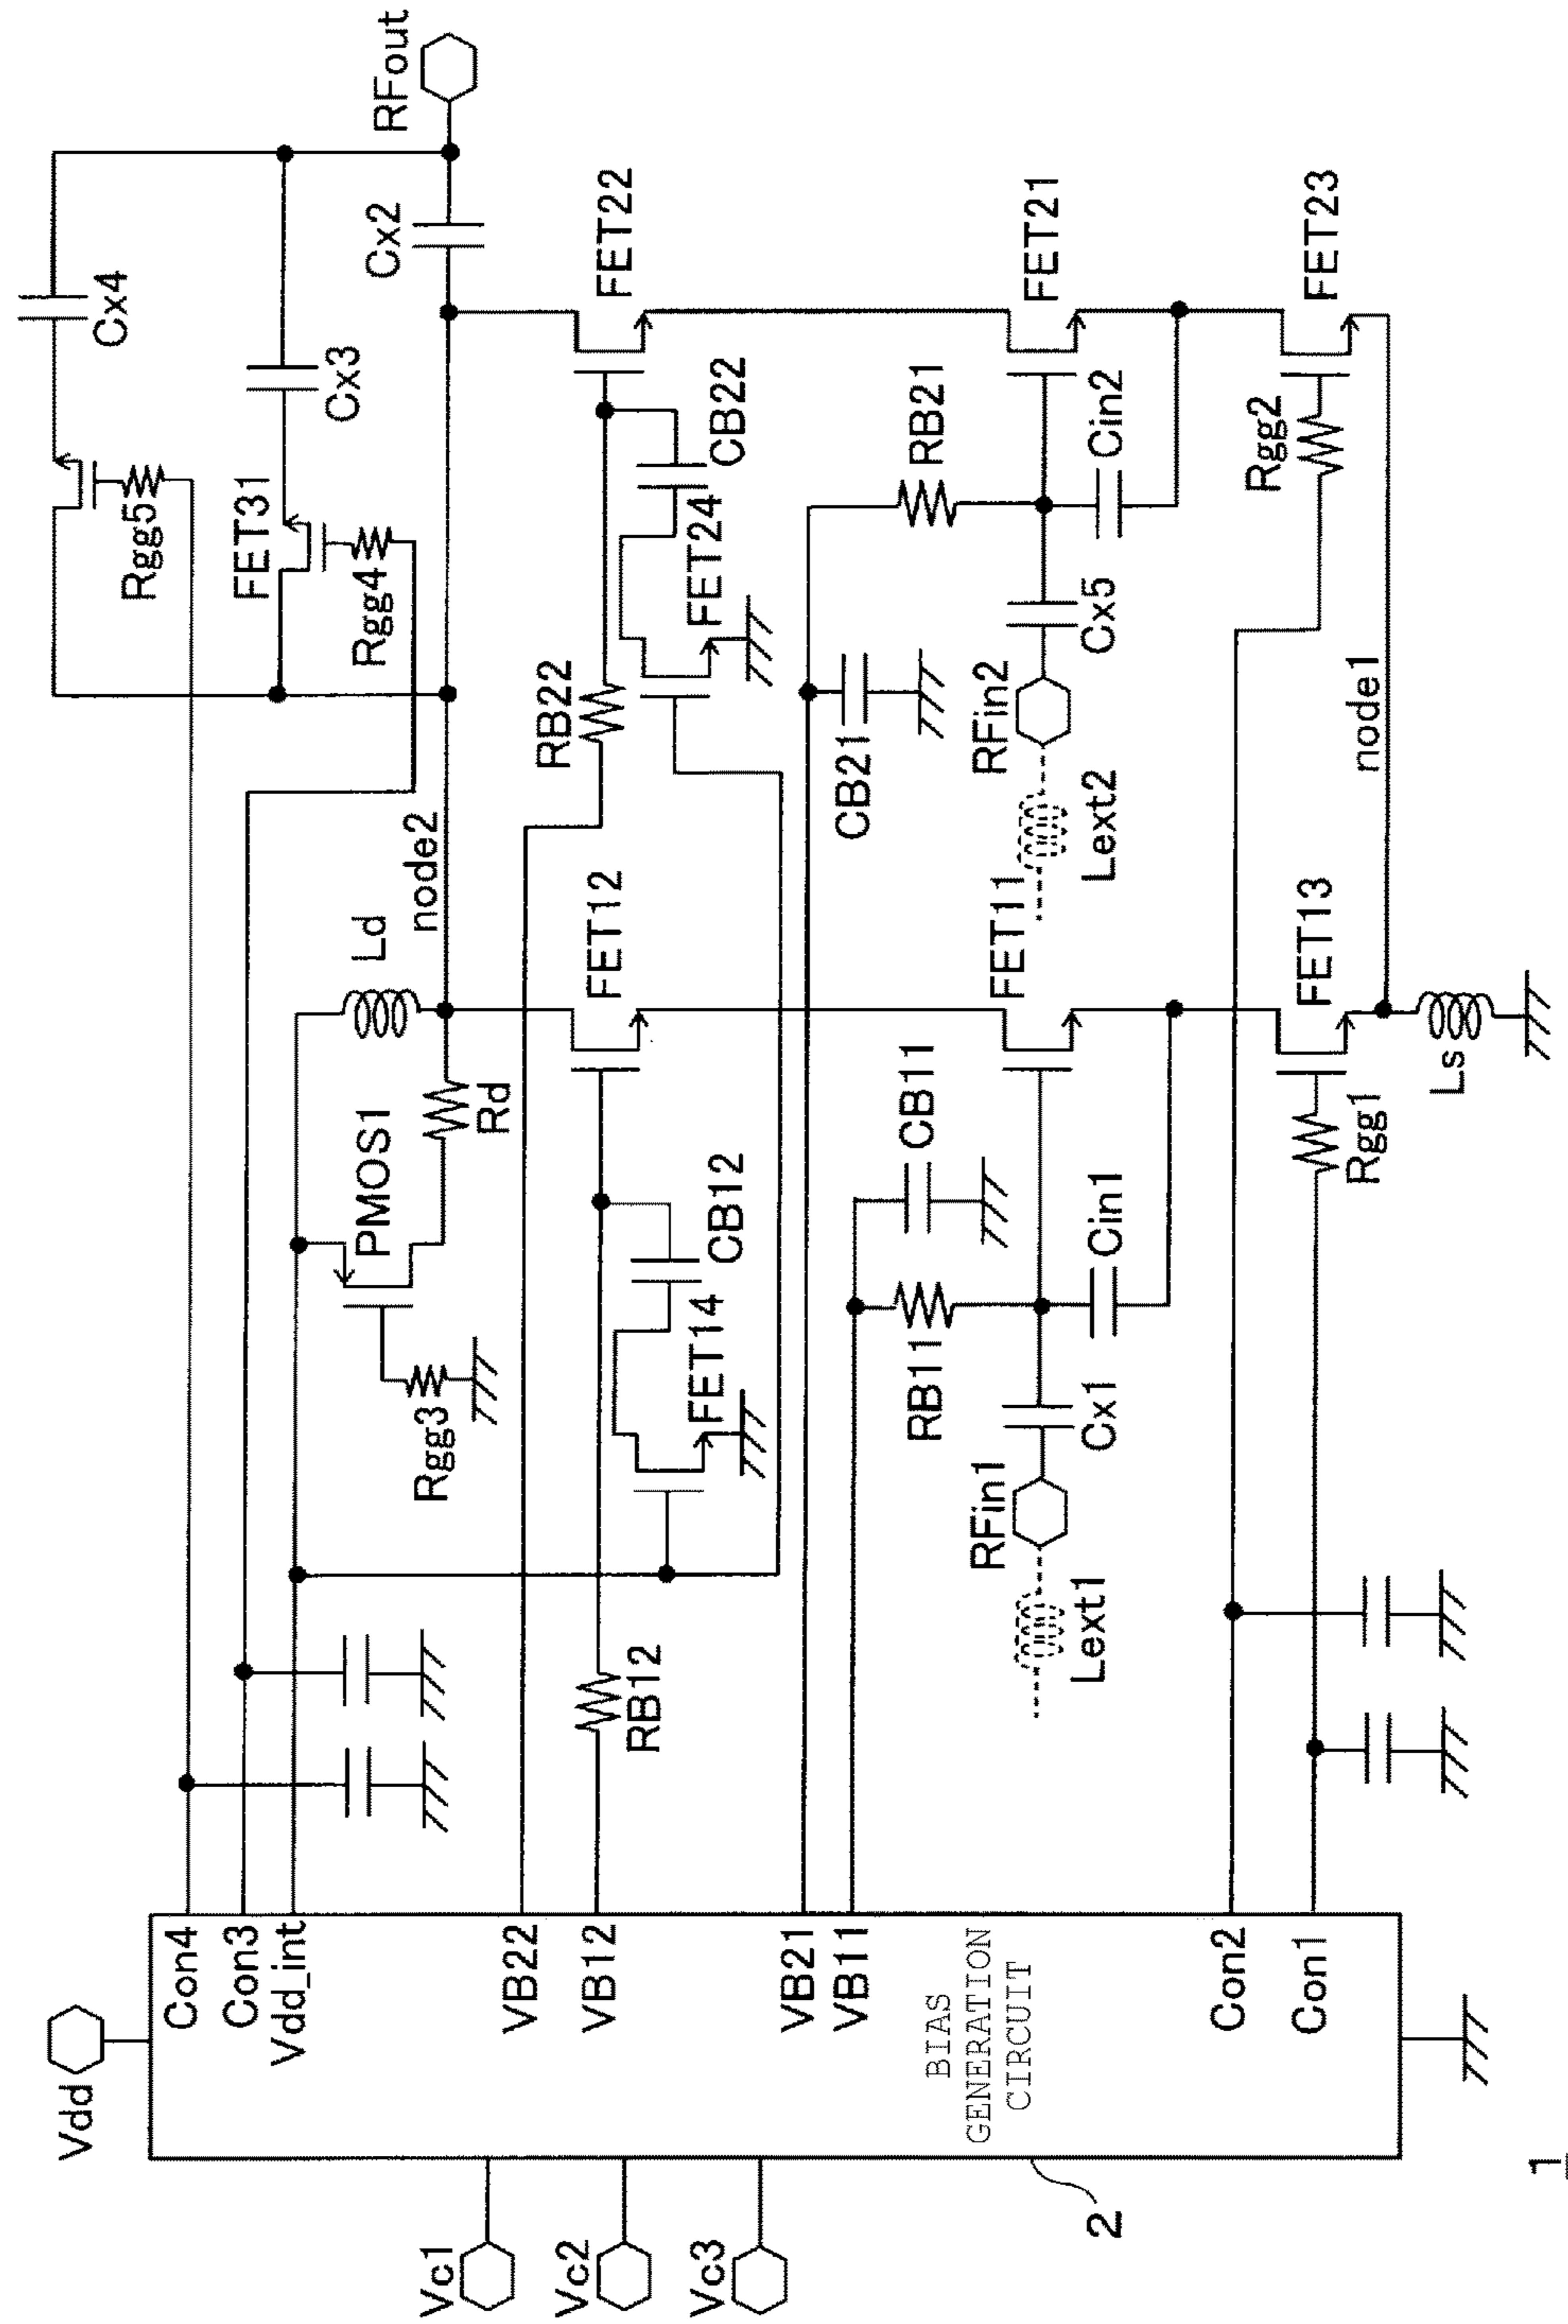 Vdd
Vc1
Vc2
Vc3
2
Con4
Con3
Vdd_int
VB22
VB12
VB21
VB11
Con2
Con1
BIAS
GENERATION
CIRCUIT
RB12
Lext1
RFin1
Cx1
RB11
CB11
Cin1
Rgg3
PMOS1
Rd
Ld
FET14
CB12
FET12
FET11
FET13
Rgg1
Ls
node1
node2
RB22
FET24
CB22
FET22
CB21
Lext2
RFin2
Cx5
RB21
Cin2
FET21
Rgg2
FET23
Rgg5
FET31
Rgg4
Cx4
Cx3
Cx2
RFout
1